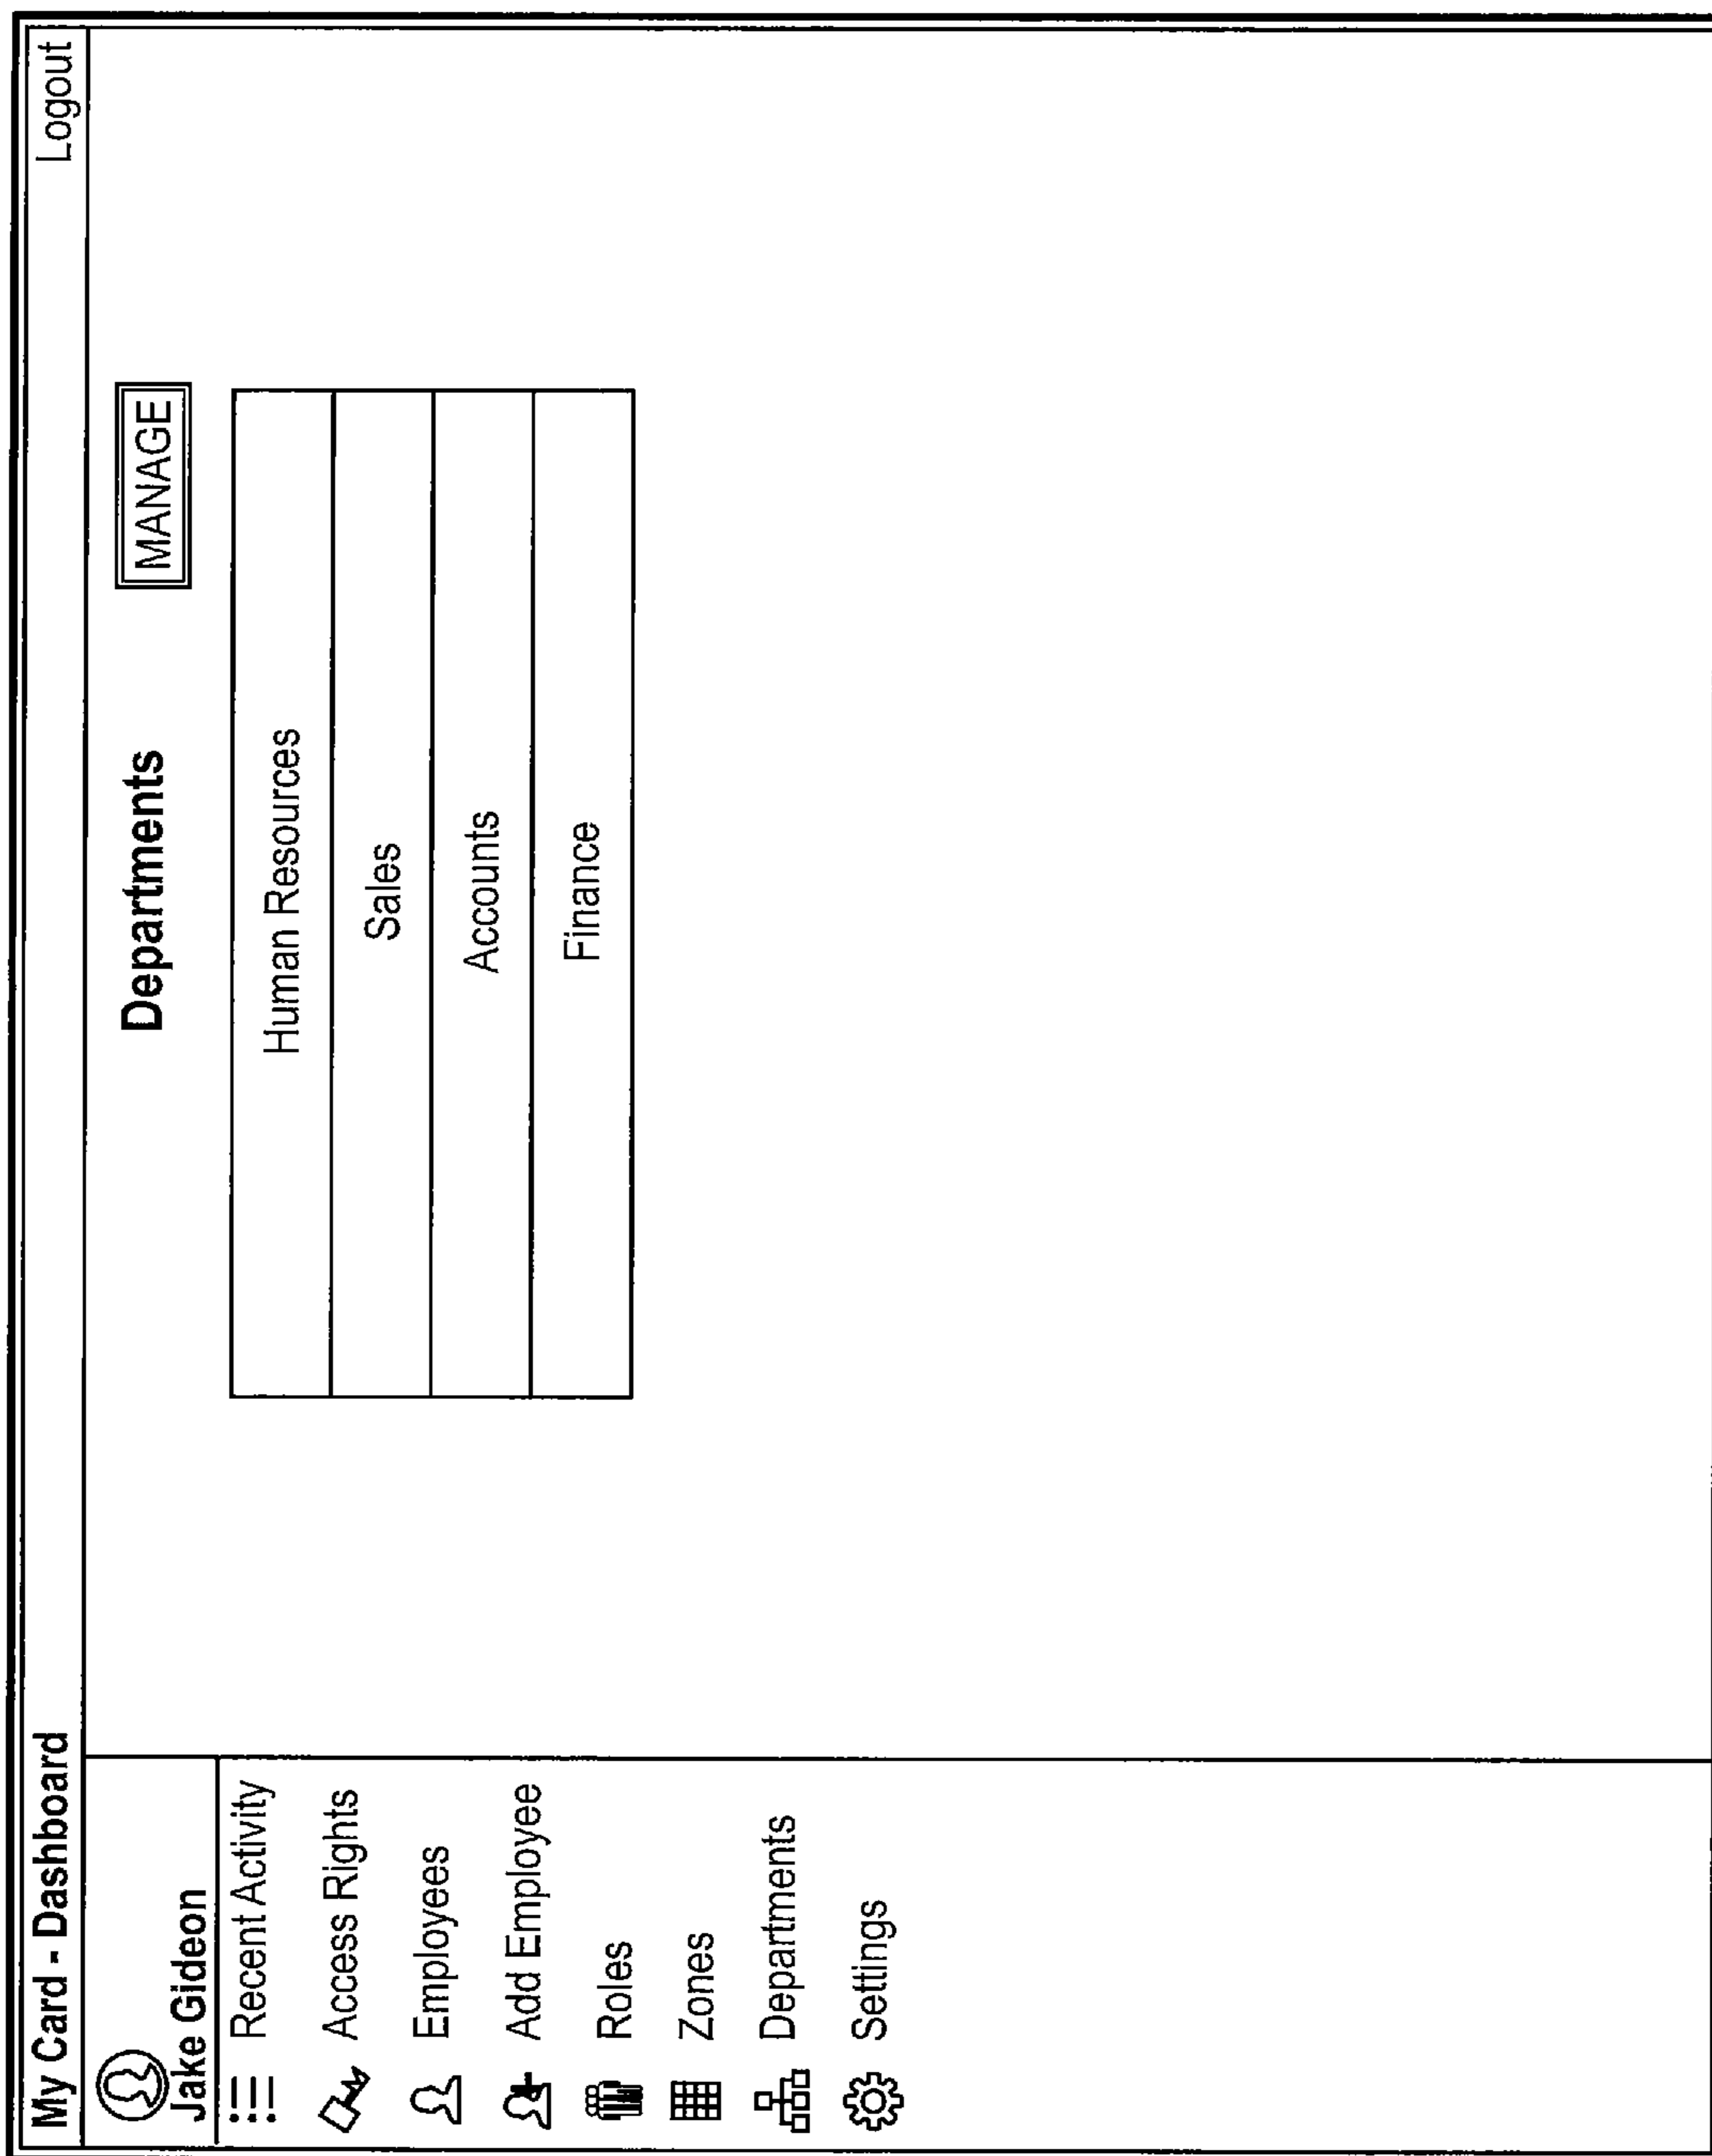 My Card - Dashboard
Logout
Jake Gideon
Recent Activity
Access Rights
Employees
Add Employee
Roles
Zones
Departments
Settings
Departments
MANAGE
Human Resources
Sales
Accounts
Finance